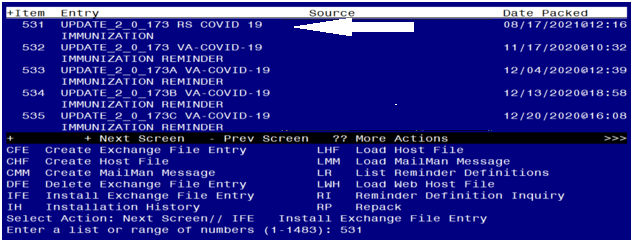 +Item Entry Source Date Packed
531 UPDATE_2_0_173 RS COVID 19 08/17/2021@12:16
IMMUNIZATION
532 UPDATE_2_0_173 VA-COVID-19 11/17/2020@10:32
IMMUNIZATION REMINDER
533 UPDATE_2_0_173A VA-COVID-19 12/04/2020@12:39
IMMUNIZATION REMINDER
534 UPDATE_2_0_173B VA-COVID-19 12/13/2020@18:58
IMMUNIZATION REMINDER
535 UPDATE_2_0_173C VA-COVID-19 12/20/2020@16:08
IMMUNIZATION REMINDER
+ + Next Screen - Prev Screen ?? More Actions >>>
CFE Create Exchange File Entry LHF Load Host File
CHF Create Host File LMM Load MailMan Message
CMM Create MailMan Message LR List Reminder Definitions
DFE Delete Exchange File Entry LWH Load Web Host File
IFE Install Exchange File Entry RI Reminder Definition Inquiry
IH Installation History RP Repack
Select Action: Next Screen// IFE Install Exchange File Entry
Enter a list or range of numbers (1-1483): 531